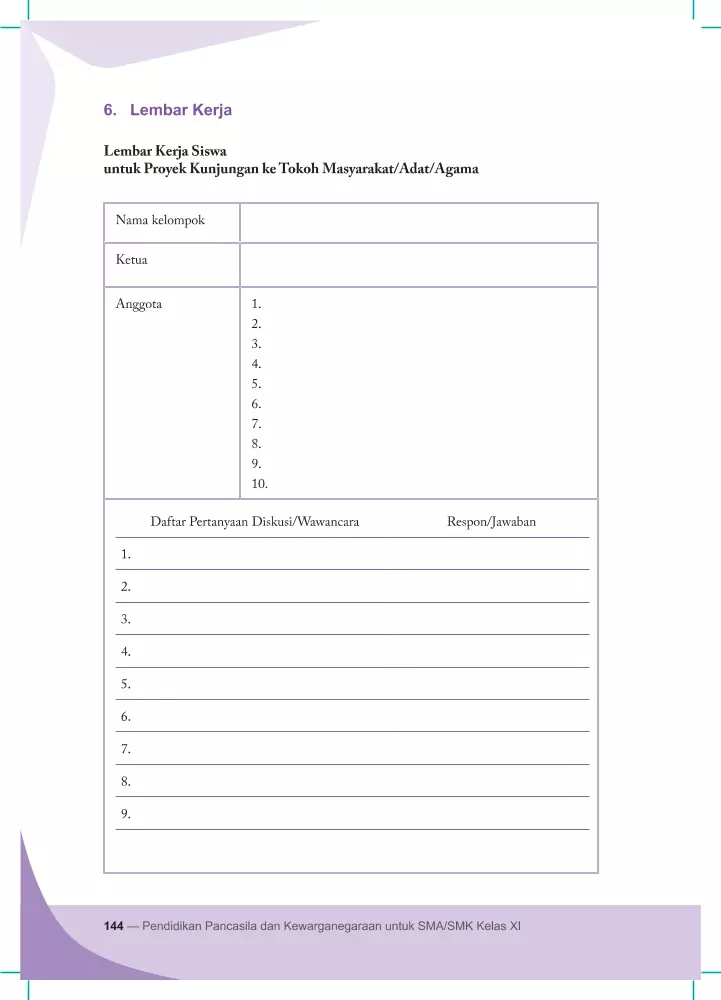 6. Lembar Kerja
Lembar Kerja Siswa
untuk Proyek Kunjungan ke Tokoh Masyarakat/Adat/Agama
Nama kelompok
Ketua
Anggota
1.
2.
3.
4.
5.
6.
7.
8.
9.
10.
Daftar Pertanyaan Diskusi/Wawancara Respon/Jawaban
1.
2.
3.
4.
5.
6.
7.
8.
9.
144 — Pendidikan Pancasila dan Kewarganegaraan untuk SMA/SMK Kelas XI